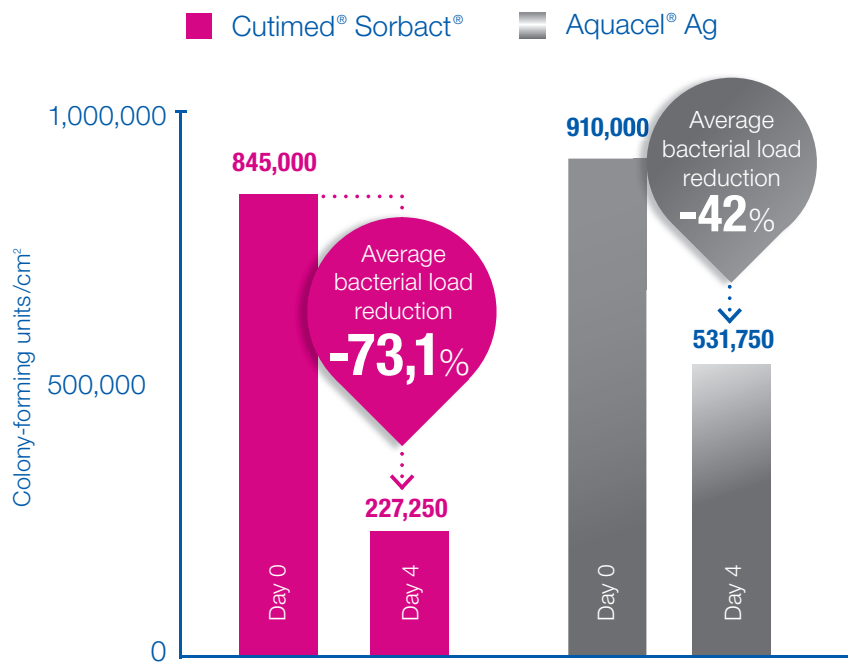 Cutimed® Sorbact®
Aquacel® Ag
Colony-forming units/cm²
1,000,000
500,000
0
845,000
Average
bacterial load
reduction
-73,1%
227,250
Day 0
Day 4
910,000
Average
bacterial load
reduction
-42%
531,750
Day 0
Day 4